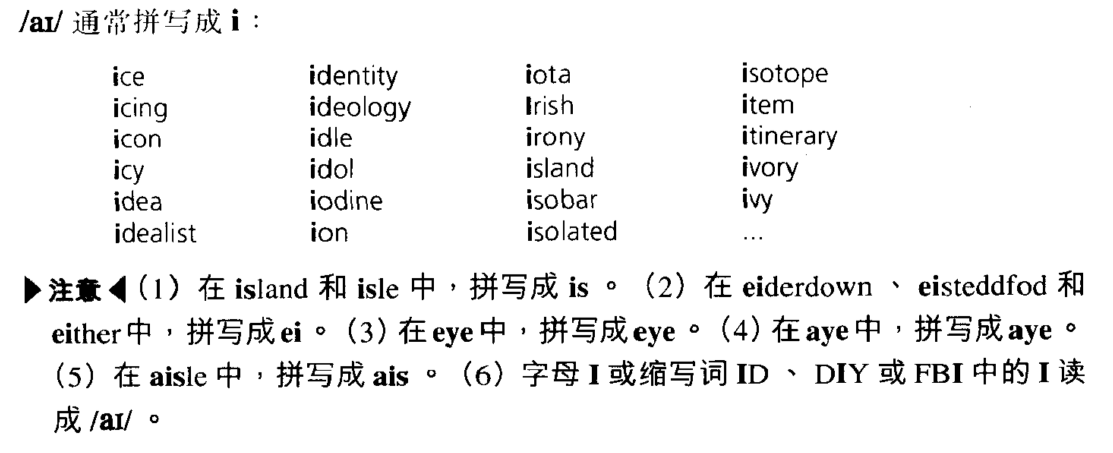 /aɪ/ 通常拼写成 i：
ice identity iota isotope
icing ideology Irish item
icon idle irony itinerary
icy idol island ivory
idea iodine isobar ivy
idealist ion isolated ...
▶注意◀（1）在 island 和 isle 中，拼写成 is 。（2）在 eiderdown 、 eisteddfod 和
either 中，拼写成 ei 。（3）在 eye 中，拼写成 eye 。（4）在 aye 中，拼写成 aye 。
（5）在 aisle 中，拼写成 ais 。（6）字母 I 或缩写词 ID 、 DIY 或 FBI 中的 I 读
成 /aɪ/ 。